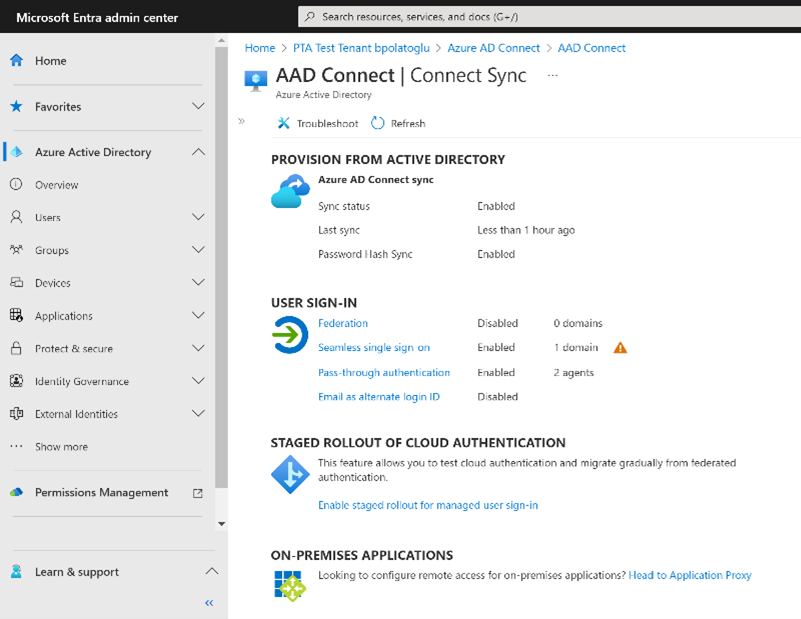 Microsoft Entra admin center
Search resources, services, and docs (G+/)
Home
Favorites
Azure Active Directory
Overview
Users
Groups
Devices
Applications
Protect & secure
Identity Governance
External Identities
Show more
Permissions Management
Learn & support
Home > PTA Test Tenant bpolatoglu > Azure AD Connect > AAD Connect
AAD Connect | Connect Sync ...
Azure Active Directory
Troubleshoot Refresh
PROVISION FROM ACTIVE DIRECTORY
Azure AD Connect sync
Sync status Enabled
Last sync Less than 1 hour ago
Password Hash Sync Enabled
USER SIGN-IN
Federation Disabled 0 domains
Seamless single sign-on Enabled 1 domain
Pass-through authentication Enabled 2 agents
Email as alternate login ID Disabled
STAGED ROLLOUT OF CLOUD AUTHENTICATION
This feature allows you to test cloud authentication and migrate gradually from federated
authentication.
Enable staged rollout for managed user sign-in
ON-PREMISES APPLICATIONS
Looking to configure remote access for on-premises applications? Head to Application Proxy